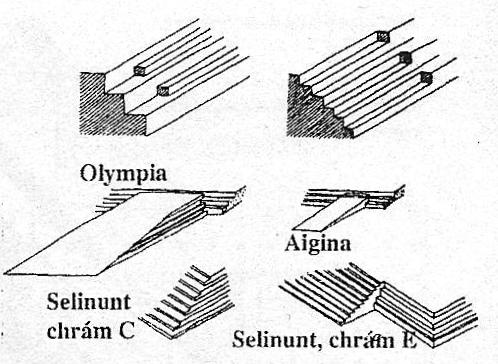 Olympia
Aigina
Selinunt
chrám C
Selinunt, chrám E